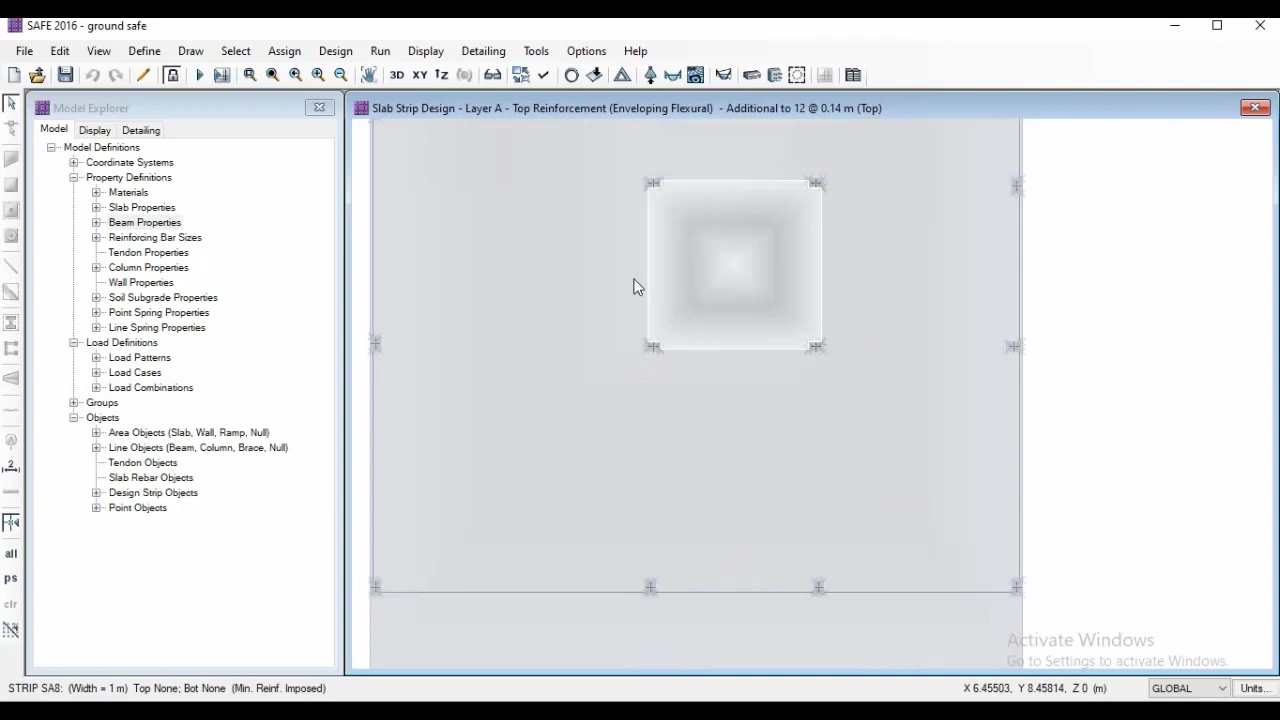 SAFE 2016 - ground safe
File Edit View Define Draw Select Assign Design Run Display Detailing Tools Options Help
3D XY
Model Explorer
Slab Strip Design - Layer A - Top Reinforcement (Enveloping Flexural) - Additional to 12 @ 0.14 m (Top)
Model Display Detailing
Model Definitions
Coordinate Systems
Property Definitions
Materials
Slab Properties
Beam Properties
Reinforcing Bar Sizes
Tendon Properties
Column Properties
Wall Properties
Soil Subgrade Properties
Point Spring Properties
Line Spring Properties
Load Definitions
Load Patterns
Load Cases
Load Combinations
Groups
Objects
Area Objects (Slab, Wall, Ramp, Null)
Line Objects (Beam, Column, Brace, Null)
Tendon Objects
Slab Rebar Objects
Design Strip Objects
Point Objects
2
all
ps
clr
Activate Windows
Go to Settings to activate Windows.
STRIP SA8: (Width = 1 m) Top None; Bot None (Min. Reinf. Imposed) X 6.45503, Y 8.45814, Z 0 (m) GLOBAL Units...